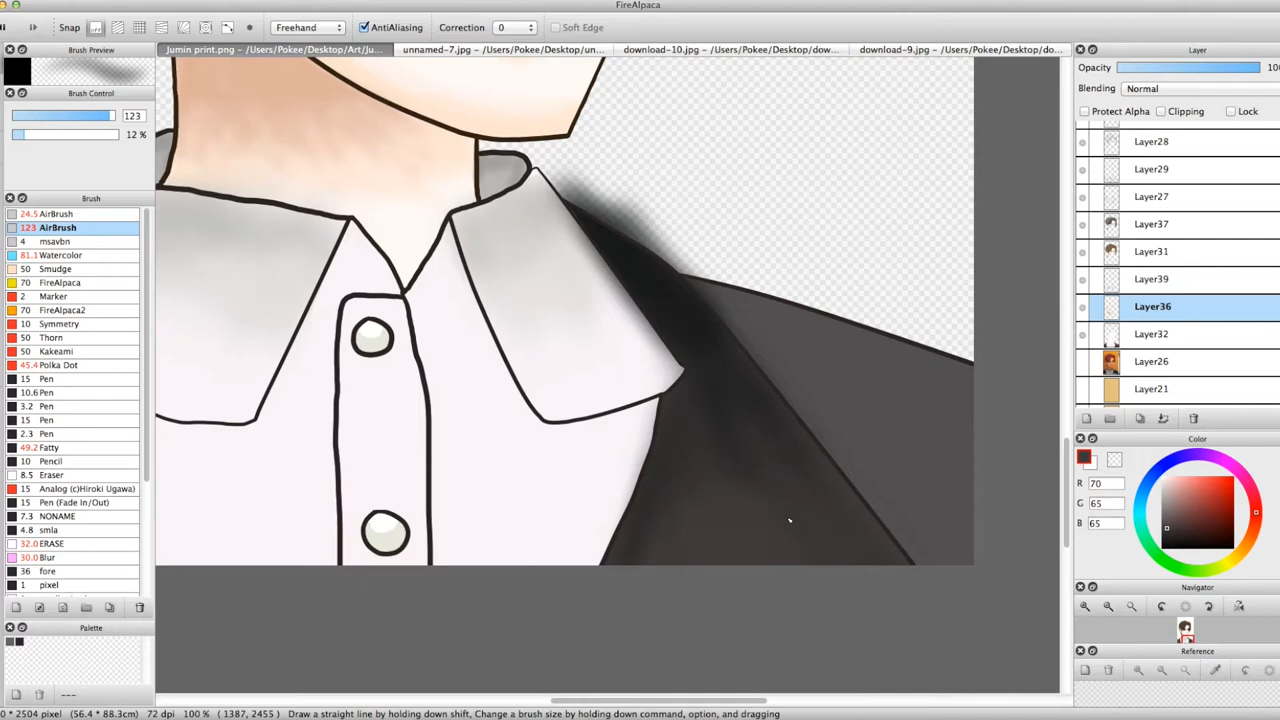 FireAlpaca
Snap
Freehand
AntiAliasing
Correction
0
Soft Edge
Brush Preview
Jumin print.png - /Users/Pokee/Desktop/Art/Ju...
unnamed-7.jpg - /Users/Pokee/Desktop/un...
download-10.jpg - /Users/Pokee/Desktop/dow...
download-9.jpg - /Users/Pokee/Desktop/do...
Layer
Brush Control
123
12 %
Brush
24.5 AirBrush
123 AirBrush
4 msavbn
81.1 Watercolor
50 Smudge
70 FireAlpaca
2 Marker
70 FireAlpaca2
10 Symmetry
50 Thorn
50 Kakeami
45.4 Polka Dot
15 Pen
10.6 Pen
3.2 Pen
15 Pen
2.3 Pen
49.2 Fatty
10 Pencil
8.5 Eraser
15 Analog (c)Hiroki Ugawa)
15 Pen (Fade In/Out)
7.3 NONAME
4.8 smla
32.0 ERASE
30.0 Blur
36 fore
1 pixel
Palette
---
Opacity
100
Blending
Normal
Protect Alpha
Clipping
Lock
Layer28
Layer29
Layer27
Layer37
Layer31
Layer39
Layer36
Layer32
Layer26
Layer21
Color
R 70
G 65
B 65
Navigator
Reference
0 * 2500 pixel (56.4 * 88.3cm) 72 dpi 100 % ( 1387, 2455 ) Draw a straight line by holding down shift, Change a brush size by holding down command, option, and dragging